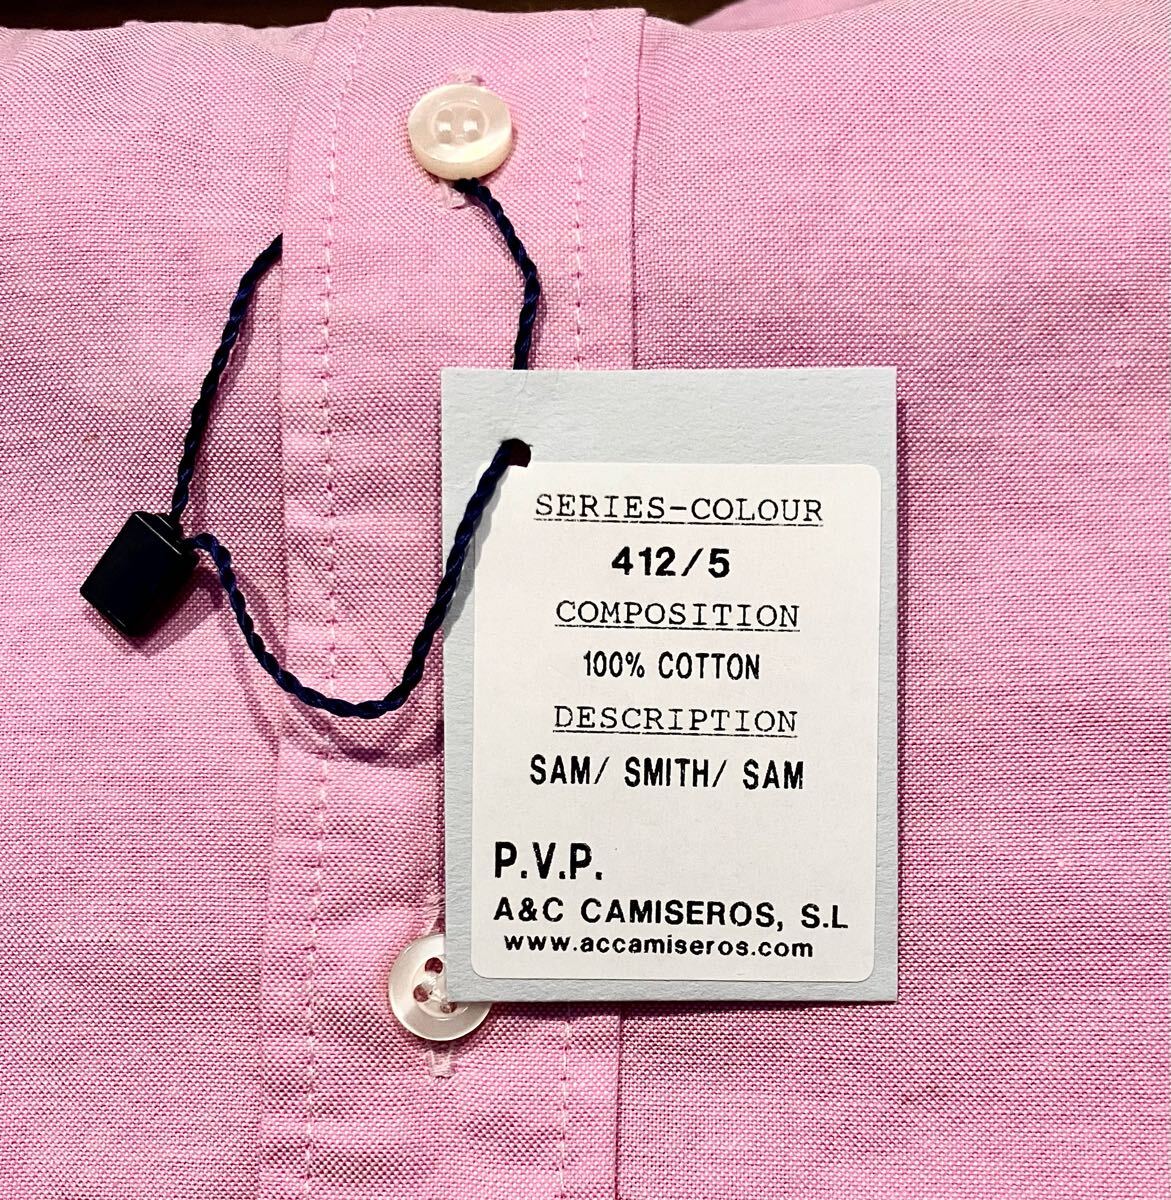 SERIES-COLOUR
412/5
COMPOSITION
100% COTTON
DESCRIPTION
SAM/ SMITH/ SAM
P.V.P.
A&C CAMISEROS, S.L
www.accamiseros.com